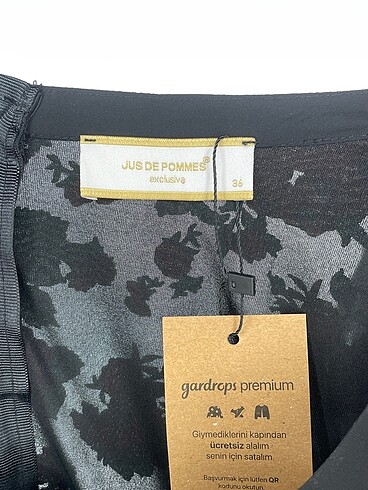 JUS DE POMMES®
exclusiva
36
gardrops premium
Giymediklerini kapından
ücretsiz alalım
senin için satalım.
Başvurmak için lütfen QR
kodunu okutun.